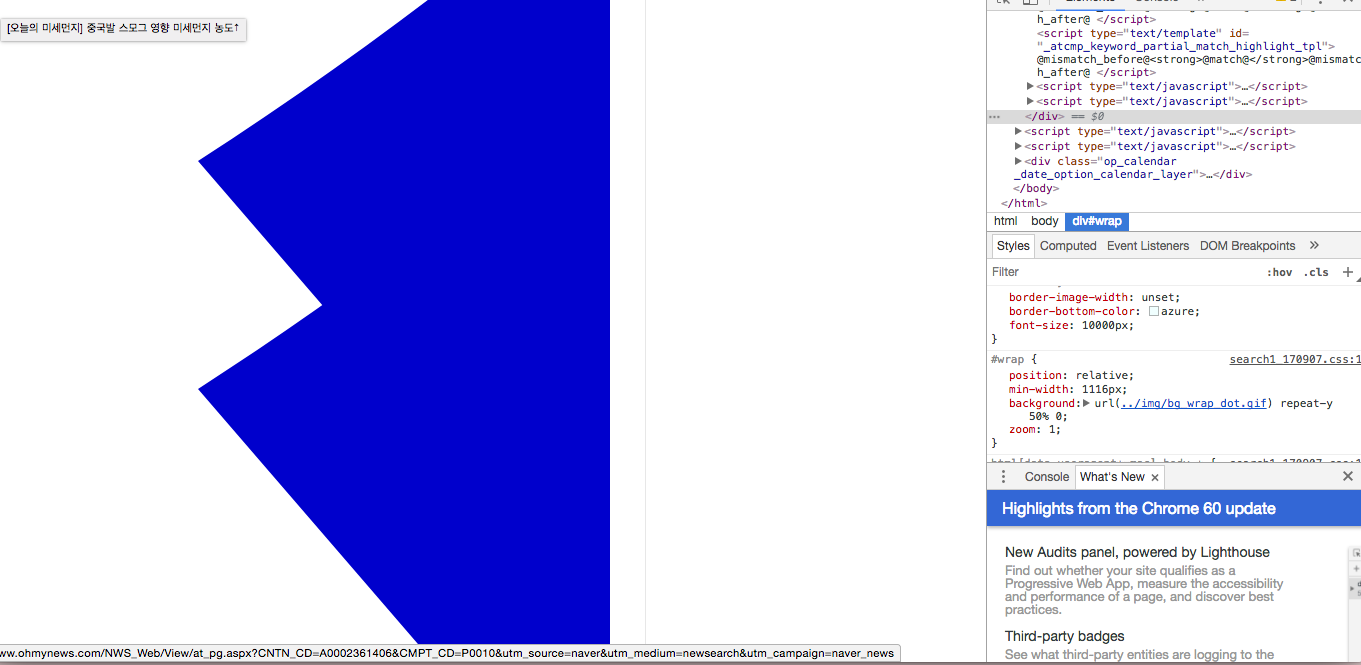 [오늘의 미세먼지] 중국발 스모그 영향 미세먼지 농도↑
www.ohmynews.com/NWS_Web/View/at_pg.aspx?CNTN_CD=A0002361406&CMPT_CD=P0010&utm_source=naver&utm_medium=newsearch&utm_campaign=naver_news
Elements
Console
h_after@ </script>
<script type="text/template" id=
"_atcmp_keyword_partial_match_highlight_tpl">
@mismatch_before@<strong>@match@</strong>@mismatc
h_after@ </script>
▶<script type="text/javascript">…</script>
▶<script type="text/javascript">…</script>
… </div> == $0
▶<script type="text/javascript">…</script>
▶<script type="text/javascript">…</script>
▶<div class="op_calendar
_date_option_calendar_layer">…</div>
</body>
</html>
html body div#wrap
Styles Computed Event Listeners DOM Breakpoints »
Filter :hov .cls +
border-image-width: unset;
border-bottom-color: azure;
font-size: 10000px;
}
#wrap { search1_170907.css:1
position: relative;
min-width: 1116px;
background:▶ url(../img/bg_wrap_dot.gif) repeat-y
50% 0;
zoom: 1;
}
search1_170907.css:1
⋮ Console What's New × ×
Highlights from the Chrome 60 update
New Audits panel, powered by Lighthouse
Find out whether your site qualifies as a
Progressive Web App, measure the accessibility
and performance of a page, and discover best
practices.
Third-party badges
See what third-party entities are logging to the